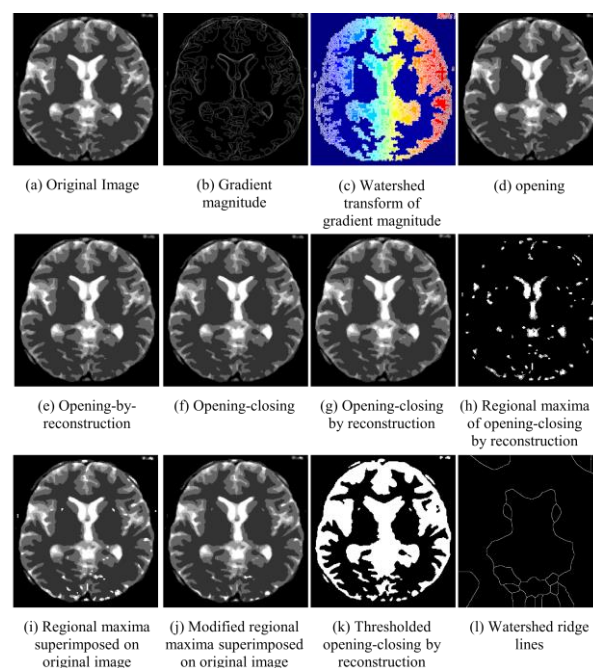 (a) Original Image
(b) Gradient
magnitude
(c) Watershed
transform of
gradient magnitude
(d) opening
(e) Opening-by-
reconstruction
(f) Opening-closing
(g) Opening-closing
by reconstruction
(h) Regional maxima
of opening-closing
by reconstruction
(i) Regional maxima
superimposed on
original image
(j) Modified regional
maxima superimposed
on original image
(k) Thresholded
opening-closing by
reconstruction
(l) Watershed ridge
lines